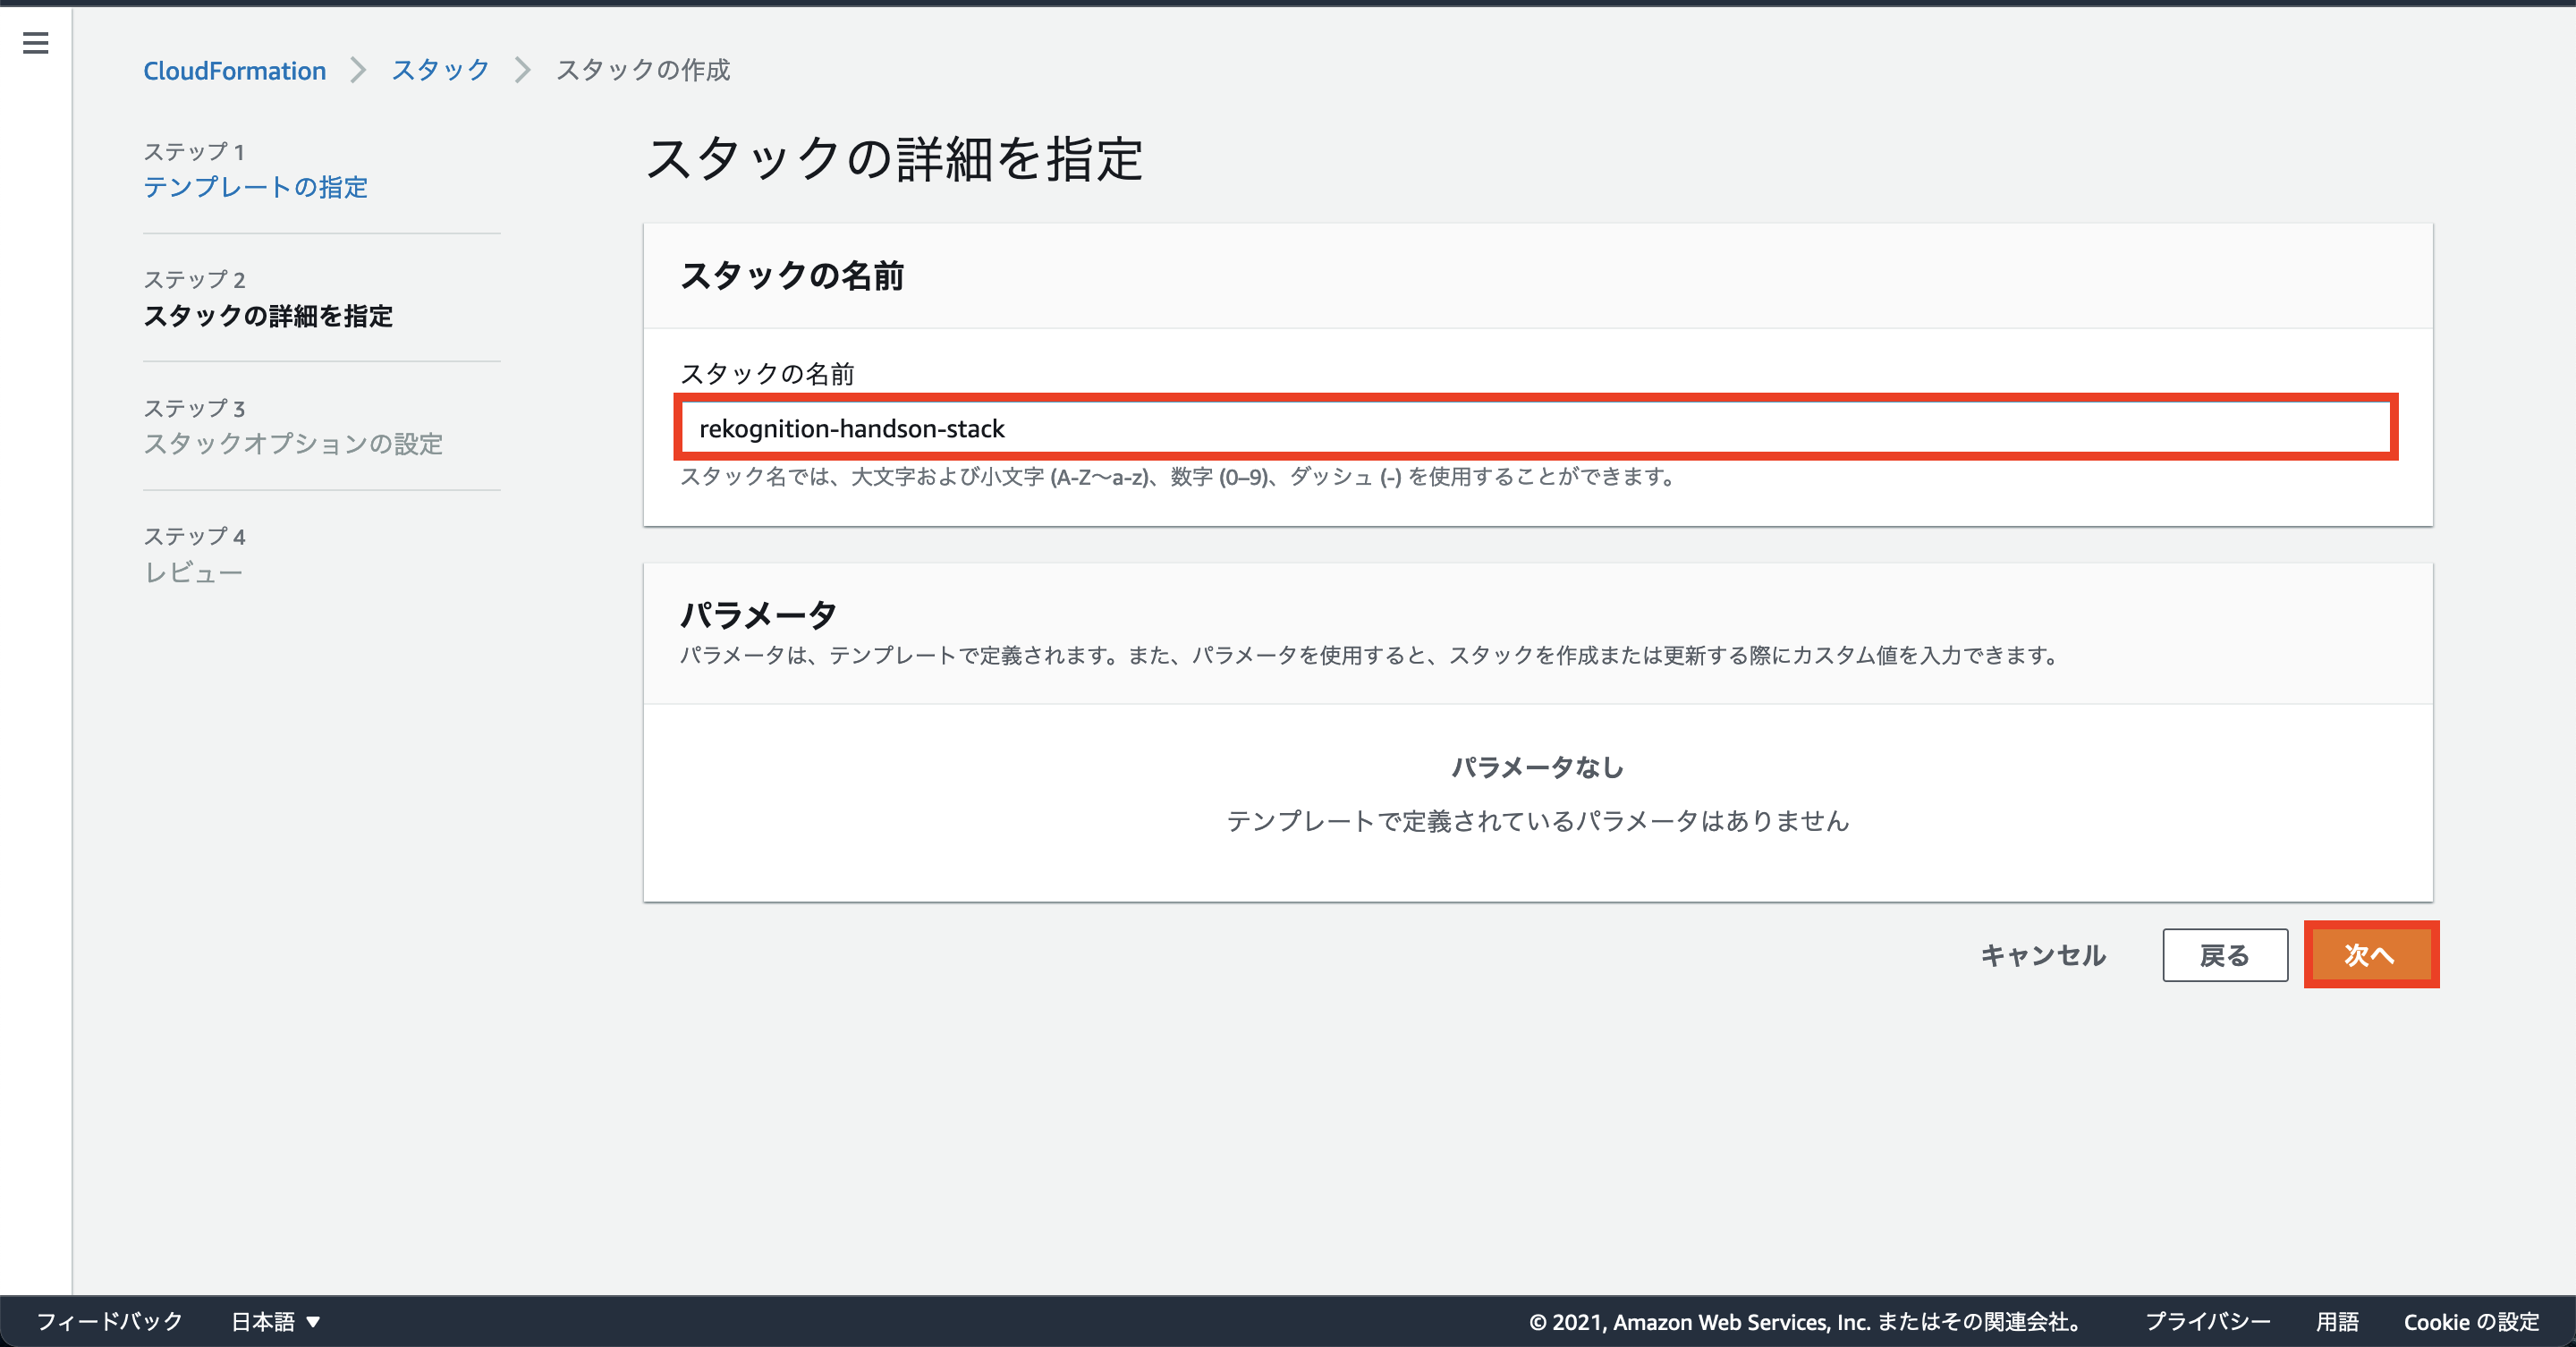 CloudFormation > スタック > スタックの作成
ステップ 1
テンプレートの指定
ステップ 2
スタックの詳細を指定
ステップ 3
スタックオプションの設定
ステップ 4
レビュー
スタックの詳細を指定
スタックの名前
スタックの名前
rekognition-handson-stack
スタック名では、大文字および小文字 (A-Z～a-z)、数字 (0–9)、ダッシュ (-) を使用することができます。
パラメータ
パラメータは、テンプレートで定義されます。また、パラメータを使用すると、スタックを作成または更新する際にカスタム値を入力できます。
パラメータなし
テンプレートで定義されているパラメータはありません
キャンセル 戻る 次へ
フィードバック 日本語 ▼ © 2021, Amazon Web Services, Inc. またはその関連会社。 プライバシー 用語 Cookie の設定